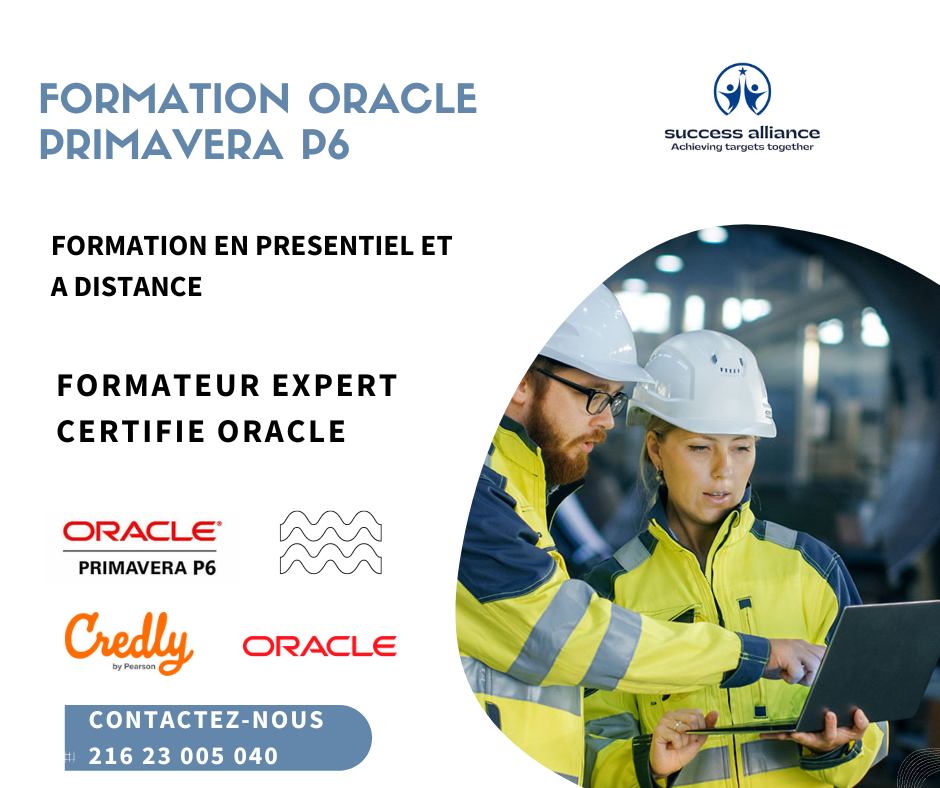 FORMATION ORACLE
PRIMAVERA P6
success alliance
Achieving targets together
FORMATION EN PRESENTIEL ET
A DISTANCE
FORMATEUR EXPERT
CERTIFIE ORACLE
ORACLE®
PRIMAVERA P6
Credly
by Pearson
ORACLE
CONTACTEZ-NOUS
216 23 005 040